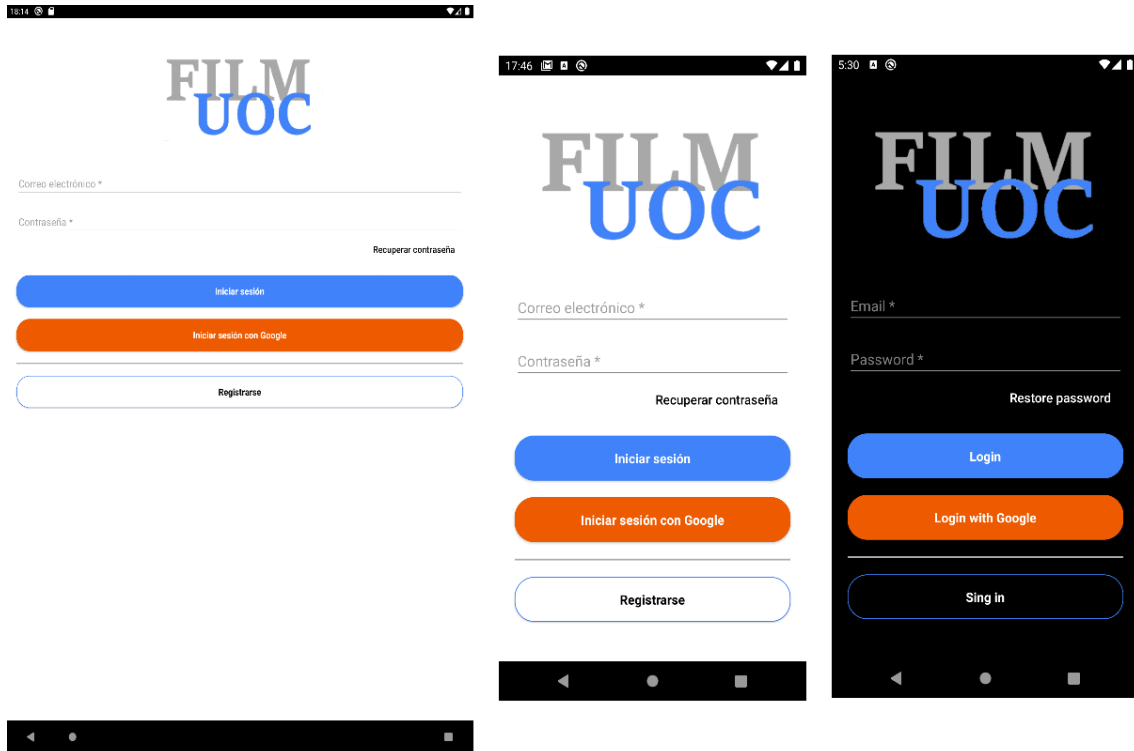 18:14
FILM
UOC
Correo electrónico *
Contraseña *
Recuperar contraseña
Iniciar sesión
Iniciar sesión con Google
Registrarse
17:46
FILM
UOC
Correo electrónico *
Contraseña *
Recuperar contraseña
Iniciar sesión
Iniciar sesión con Google
Registrarse
5:30
FILM
UOC
Email *
Password *
Restore password
Login
Login with Google
Sing in